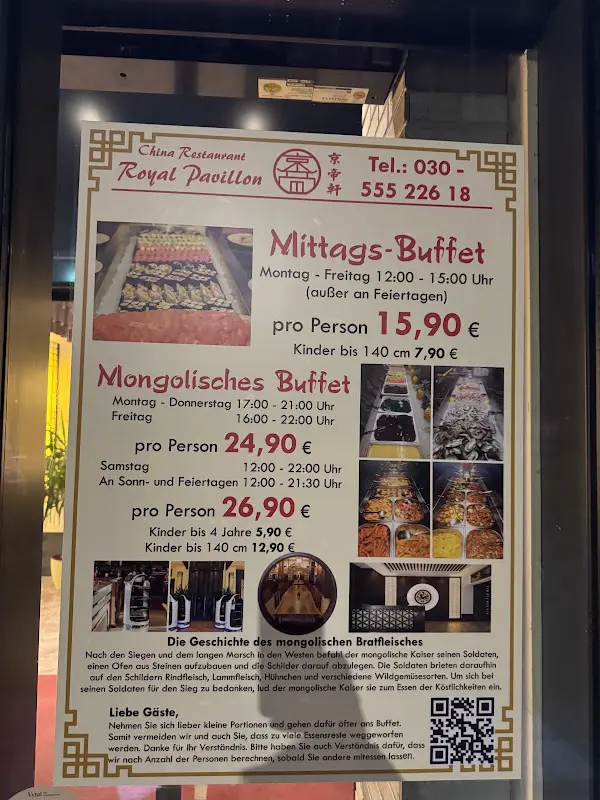 China Restaurant
Royal Pavillon
京帝軒
Tel.: 030 -
555 226 18
Mittags-Buffet
Montag - Freitag 12:00 - 15:00 Uhr
(außer an Feiertagen)
pro Person 15,90 €
Kinder bis 140 cm 7,90 €
Mongolisches Buffet
Montag - Donnerstag 17:00 - 21:00 Uhr
Freitag 16:00 - 22:00 Uhr
pro Person 24,90 €
Samstag 12:00 - 22:00 Uhr
An Sonn- und Feiertagen 12:00 - 21:30 Uhr
pro Person 26,90 €
Kinder bis 4 Jahre 5,90 €
Kinder bis 140 cm 12,90 €
Die Geschichte des mongolischen Bratfleisches
Nach den Siegen und dem langen Marsch in den Westen befahl der mongolische Kaiser seinen Soldaten,
einen Ofen aus Steinen aufzubauen und die Schilder darauf abzulegen. Die Soldaten brieten daraufhin
auf den Schildern Rindfleisch, Lammfleisch, Hühnchen und verschiedene Wildgemüsesorten. Um sich bei
seinen Soldaten für den Sieg zu bedanken, lud der mongolische Kaiser sie zum Essen der Köstlichkeiten ein.
Liebe Gäste,
Nehmen Sie sich lieber kleine Portionen und gehen dafür öfter ans Buffet.
Somit vermeiden wir und auch Sie, dass zu viele Essensreste weggeworfen
werden. Danke für Ihr Verständnis. Bitte haben Sie auch Verständnis dafür, dass
wir nach Anzahl der Personen berechnen, sobald Sie andere mitessen lassen.
Vytal